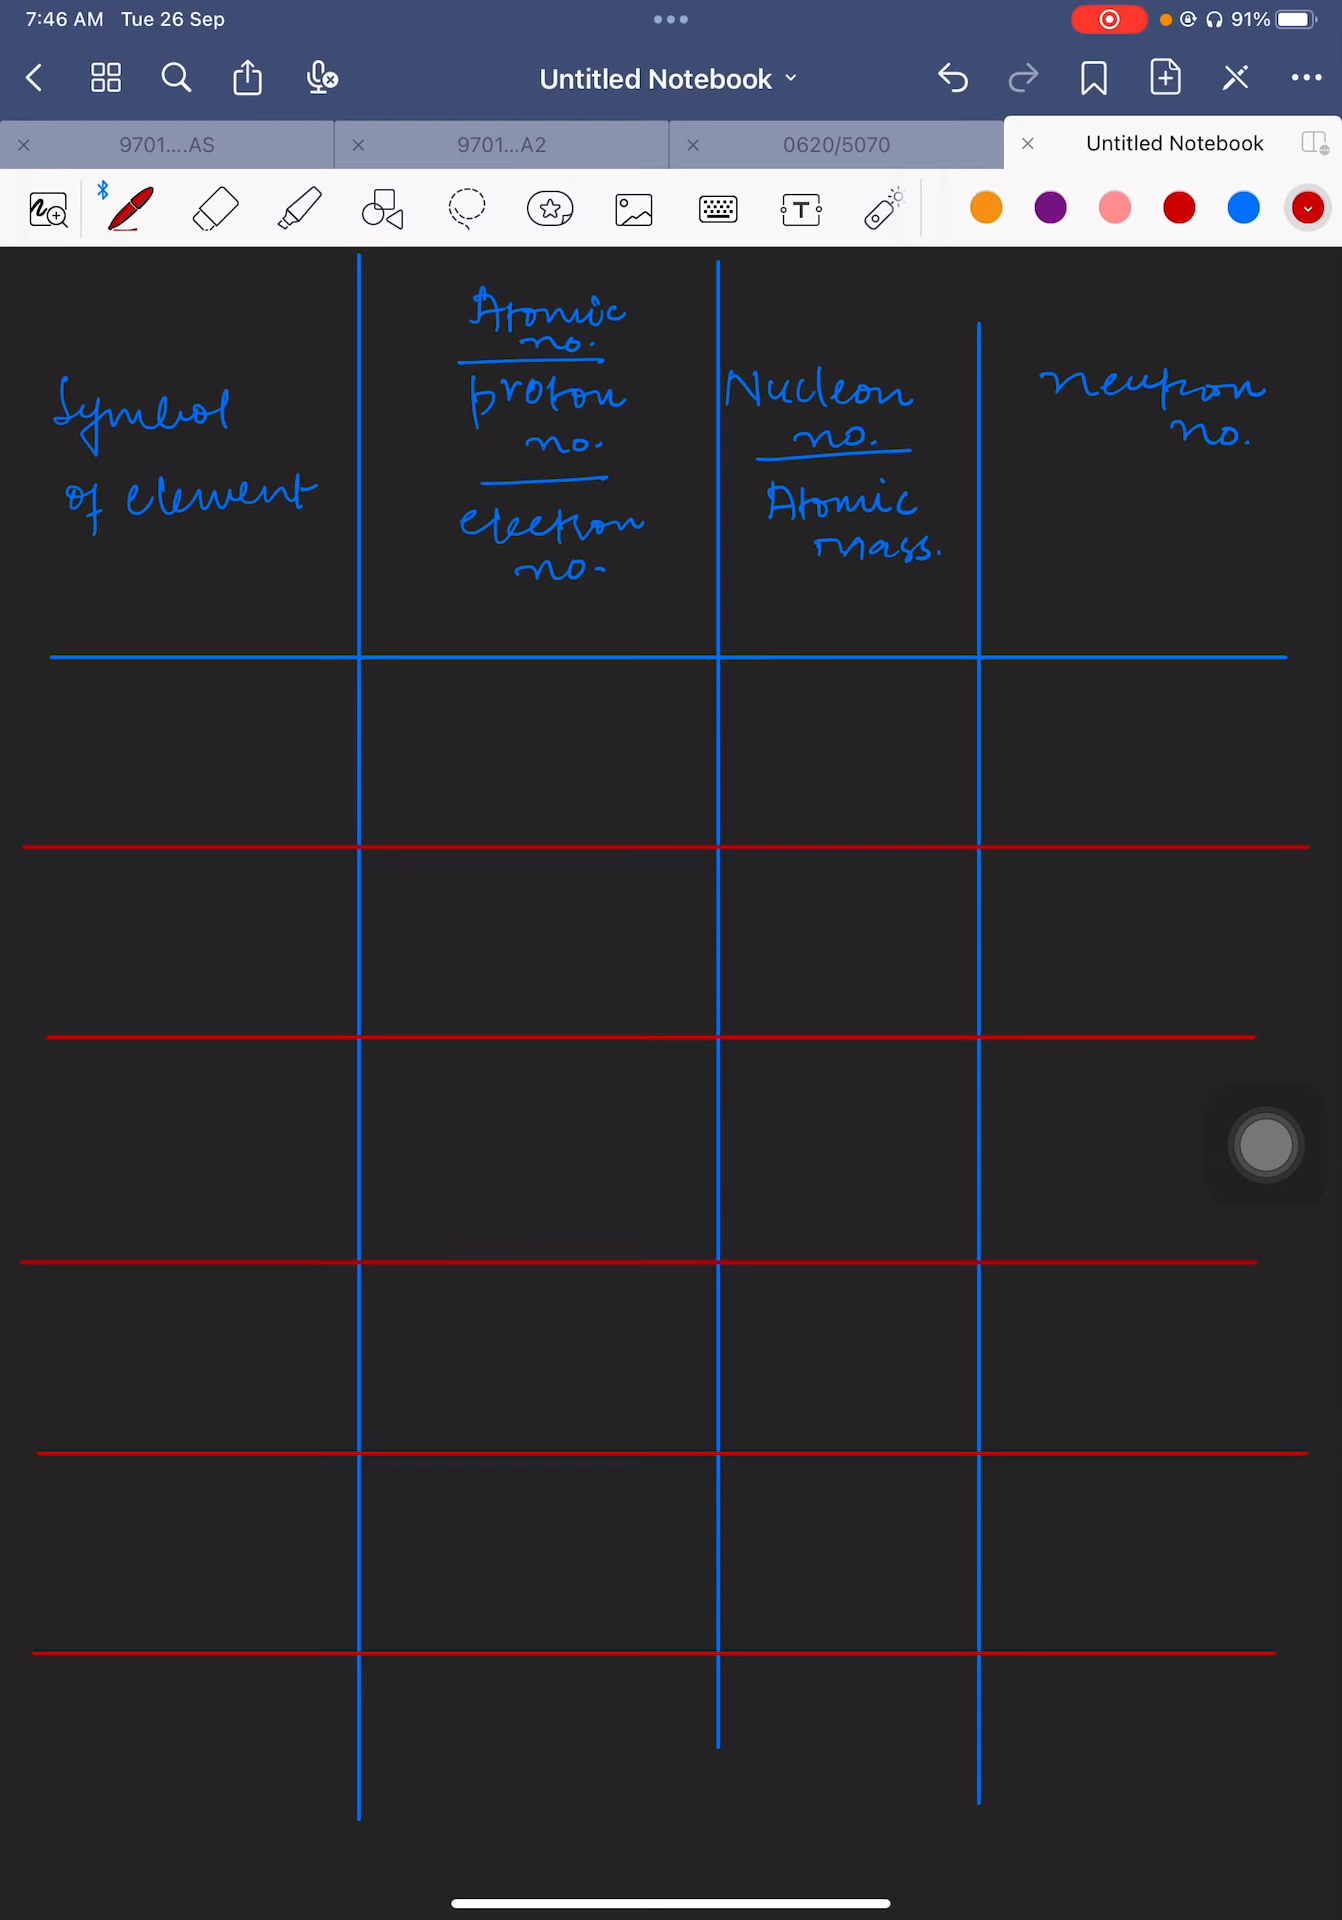 7:46 AM Tue 26 Sep
91%
Untitled Notebook
9701....AS
9701...A2
0620/5070
Untitled Notebook
T
Symbol
of element
Atomic
no.
proton
no.
electron
no.
Nucleon
no.
Atomic
mass.
neutron
no.